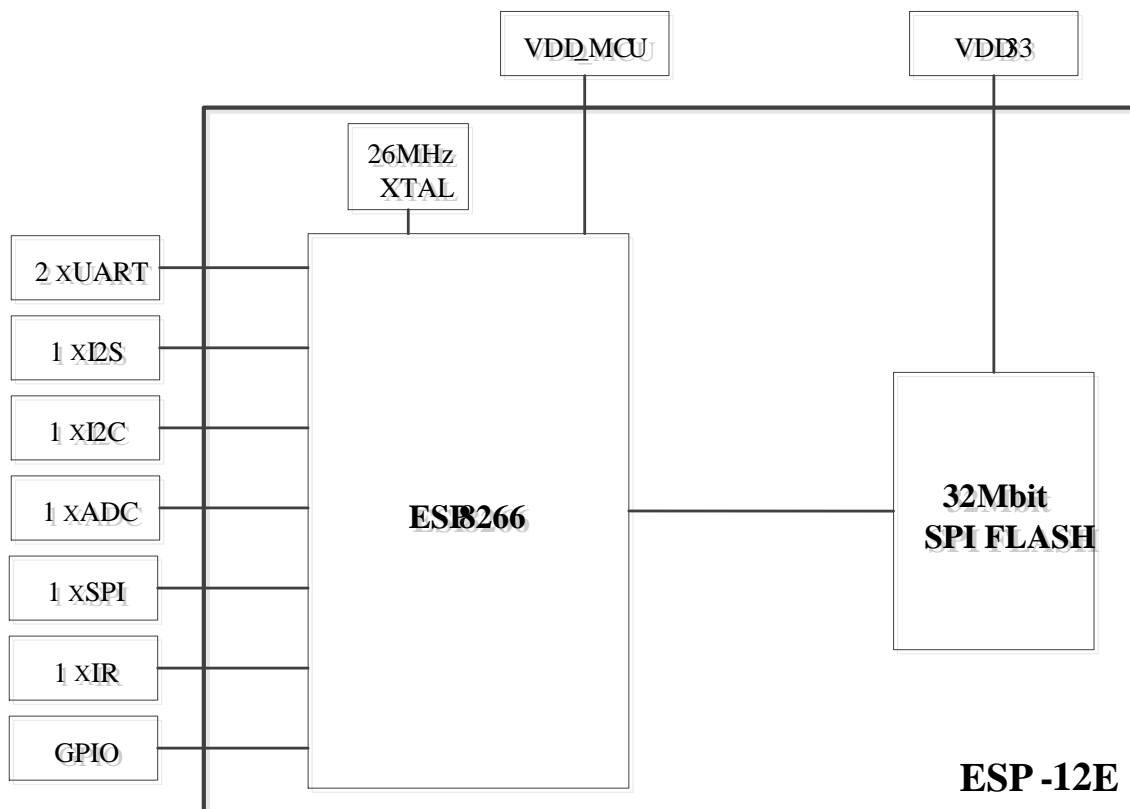 VDD_MCU
VDD33
26MHz
XTAL
2 xUART
1 xI2S
1 xI2C
1 xADC
1 xSPI
1 xIR
GPIO
ESP8266
32Mbit
SPI FLASH
ESP -12E